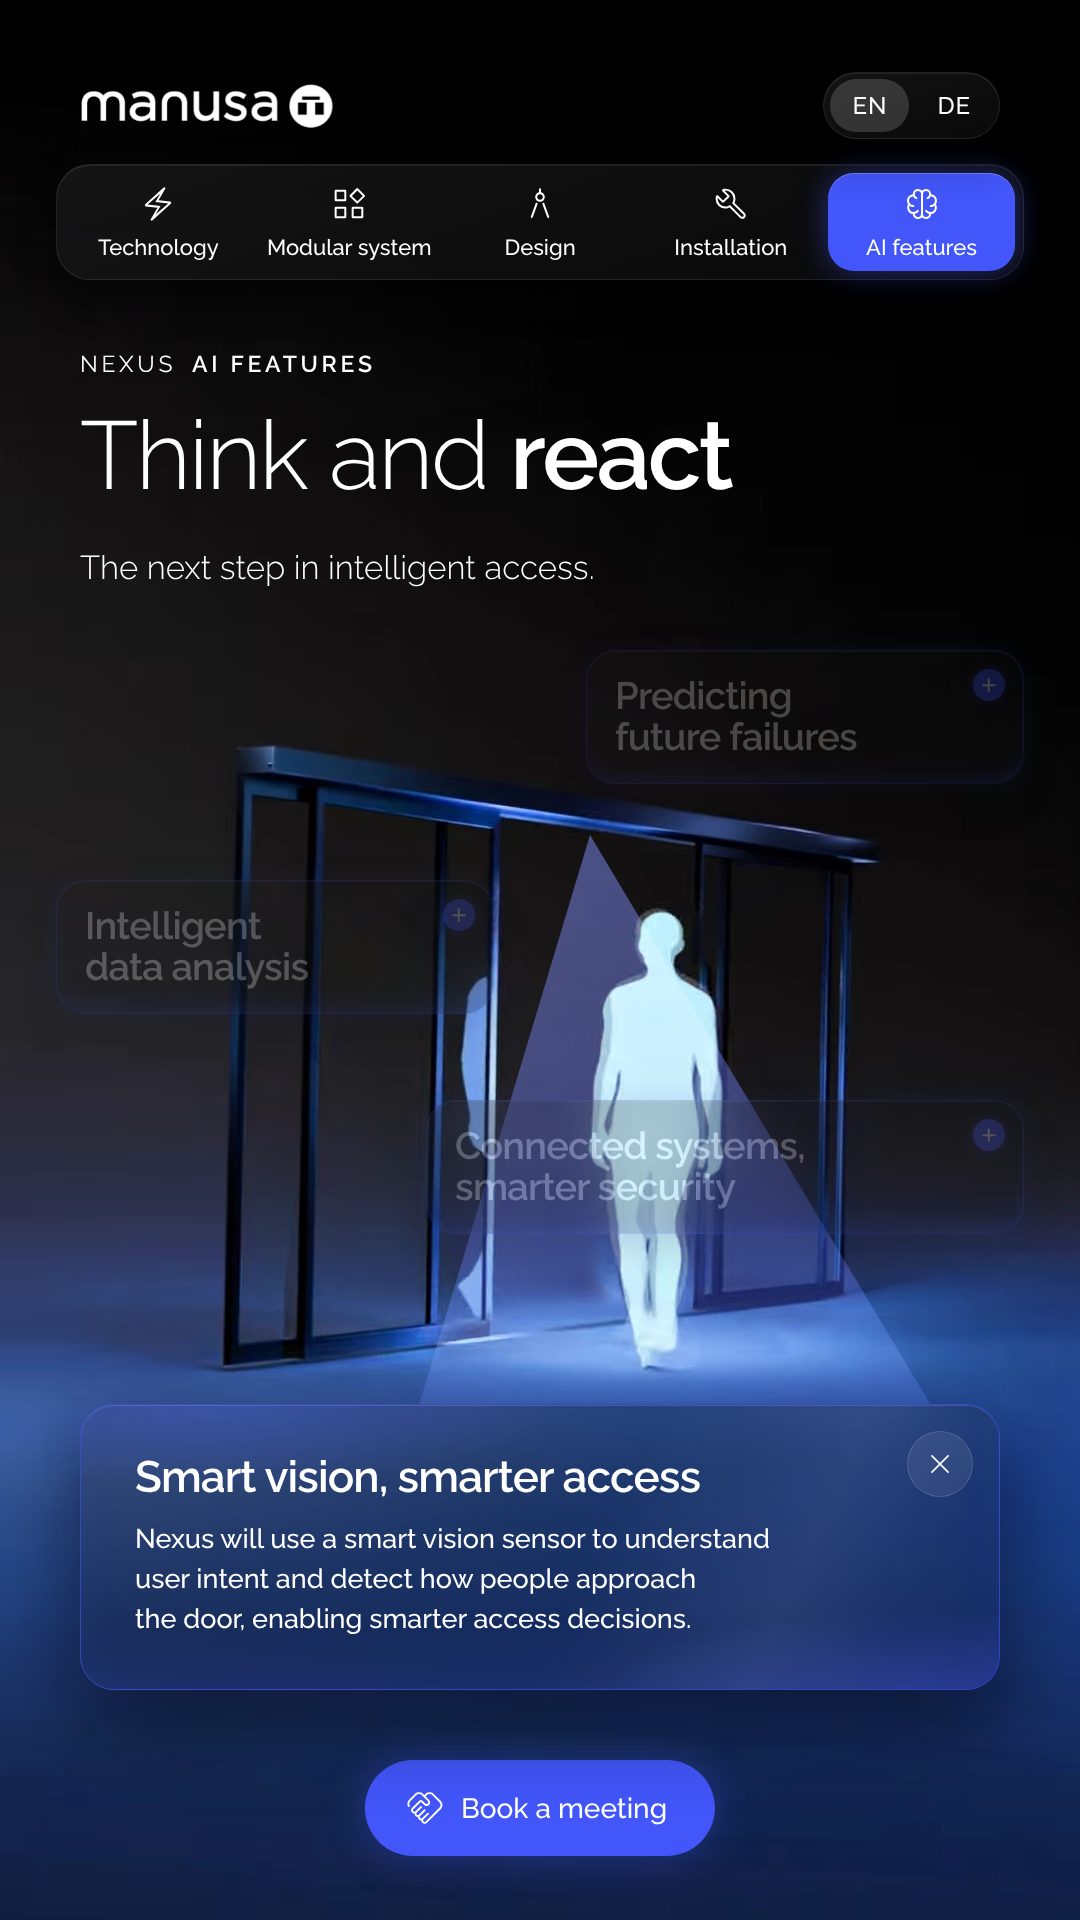 manusa
EN DE
Technology
Modular system
Design
Installation
AI features
NEXUS AI FEATURES
Think and react
The next step in intelligent access.
Predicting
future failures
Intelligent
data analysis
Connected systems,
smarter security
Smart vision, smarter access
Nexus will use a smart vision sensor to understand
user intent and detect how people approach
the door, enabling smarter access decisions.
Book a meeting